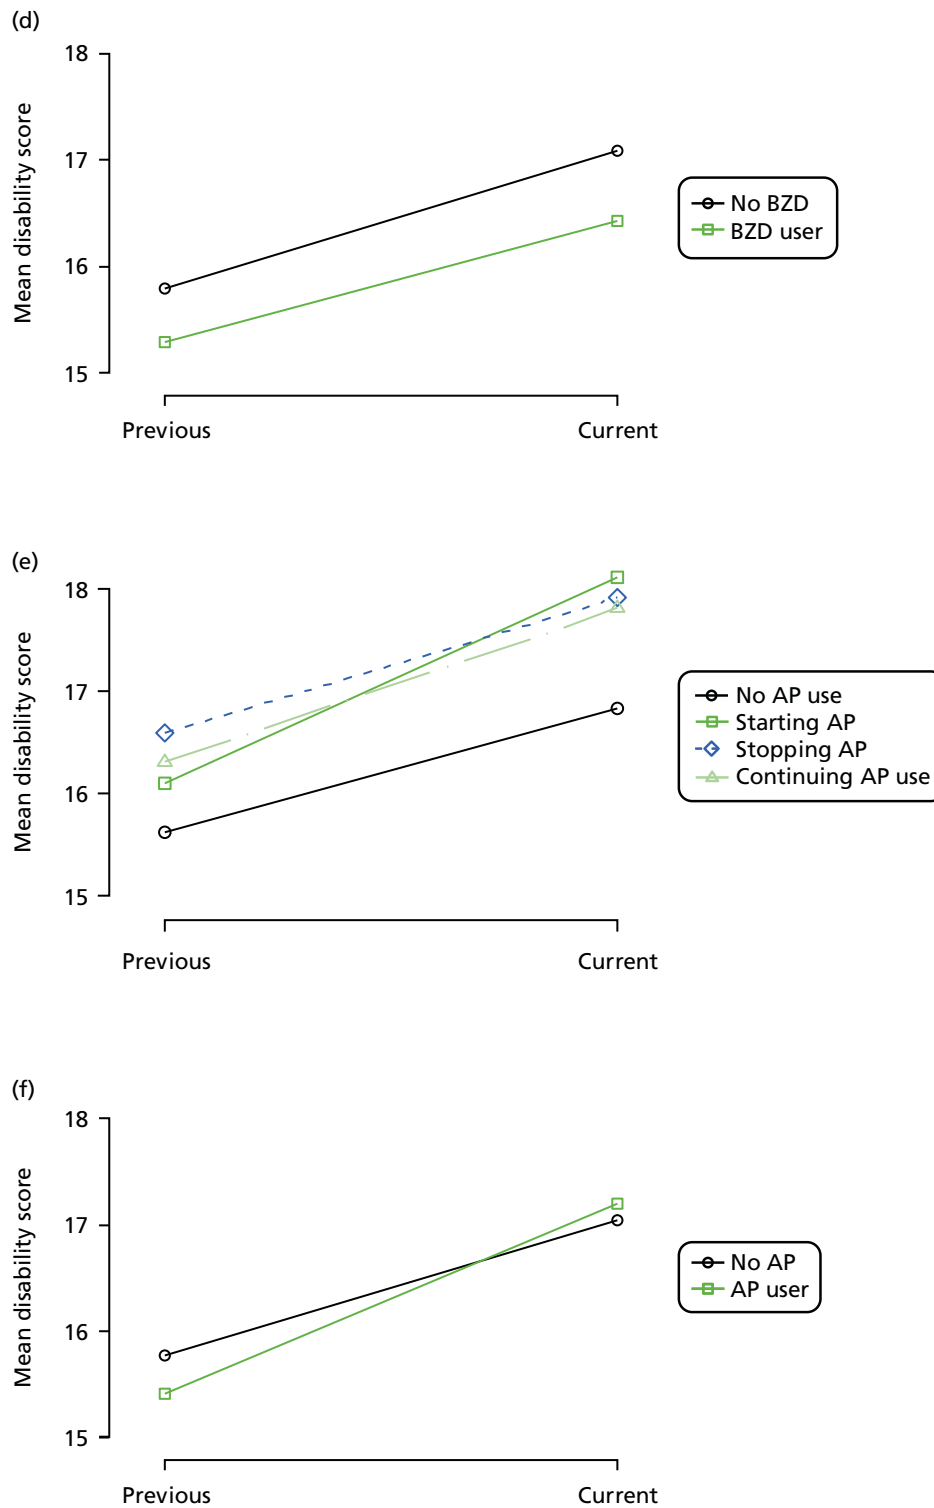 (d)
18
17
16
15
Mean disability score
Previous
Current
No BZD
BZD user
(e)
18
17
16
15
Mean disability score
Previous
Current
No AP use
Starting AP
Stopping AP
Continuing AP use
(f)
18
17
16
15
Mean disability score
Previous
Current
No AP
AP user